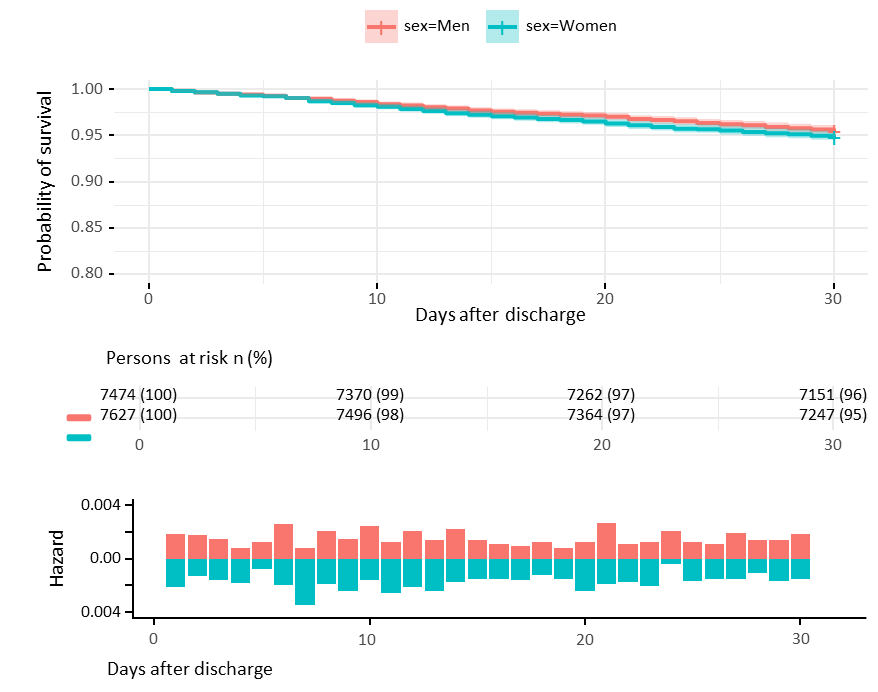 sex=Men sex=Women
Probability of survival
1.00
0.95
0.90
0.85
0.80
0 10 20 30
Days after discharge
Persons at risk n (%)
7474 (100) 7370 (99) 7262 (97) 7151 (96)
7627 (100) 7496 (98) 7364 (97) 7247 (95)
0 10 20 30
Hazard
0.004
0.00
0.004
0 10 20 30
Days after discharge